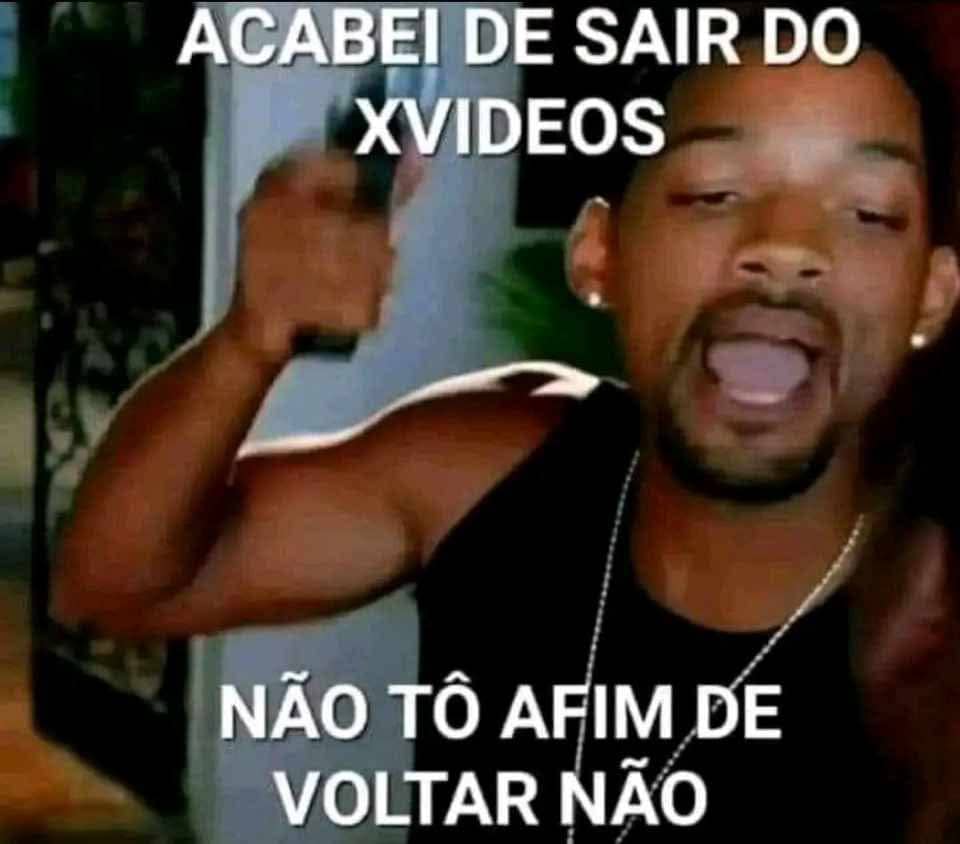 ACABEI DE SAIR DO
XVIDEOS
NÃO TÔ AFIM DE
VOLTAR NÃO